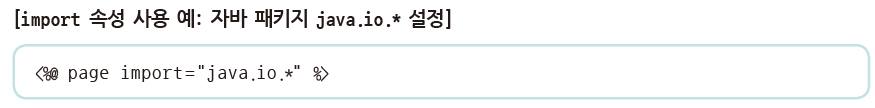 [import 속성 사용 예: 자바 패키지 java.io.* 설정]
<%@ page import="java.io.*" %>